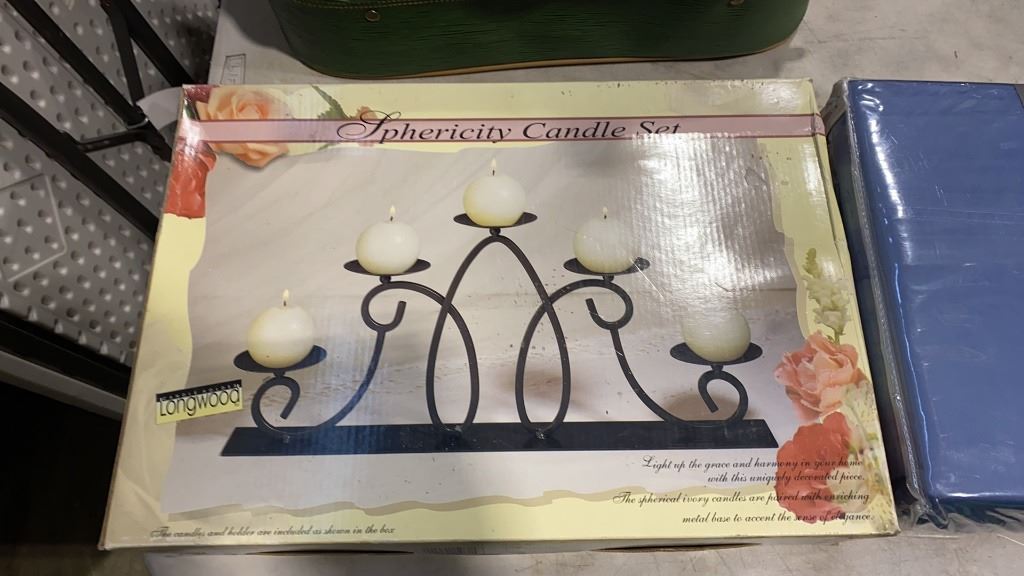 Sphericity Candle Set
Longwood
Light up the grace and harmony in your home
with this uniquely decorated piece.
The spherical ivory candles are paired with enriching
metal base to accent the sense of elegance.
The candles and holder are included as shown in the box